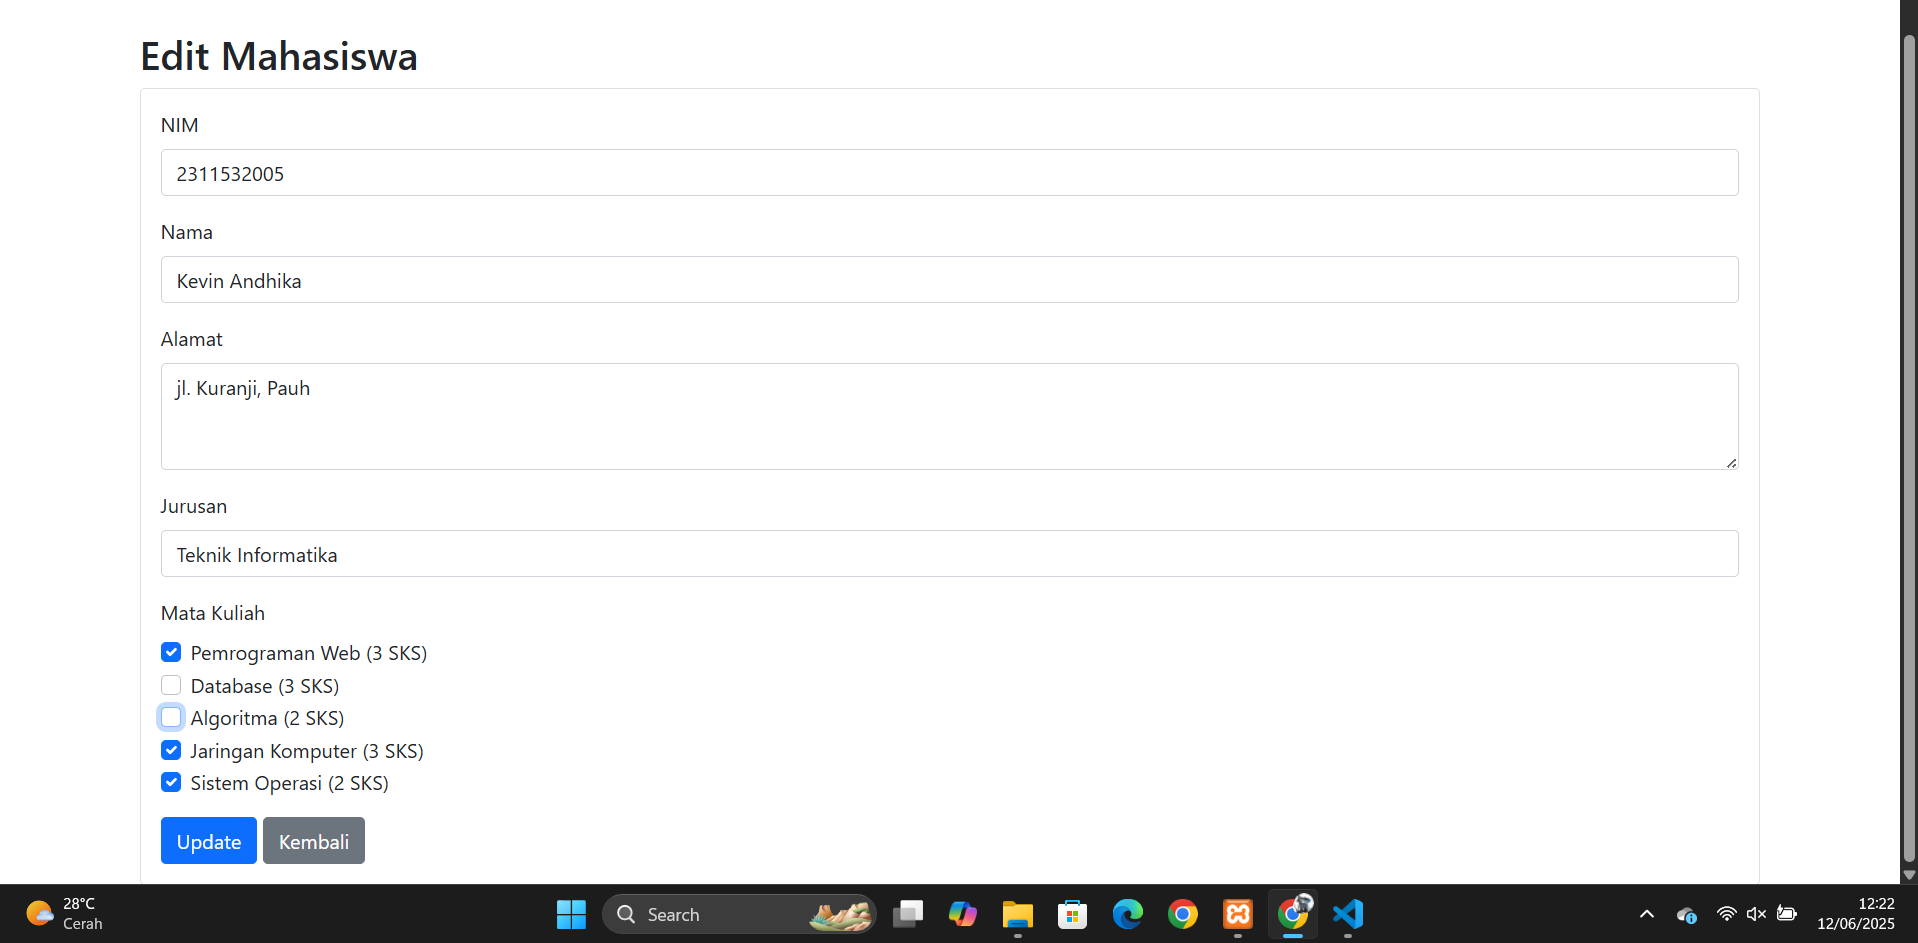 Edit Mahasiswa
NIM
2311532005
Nama
Kevin Andhika
Alamat
jl. Kuranji, Pauh
Jurusan
Teknik Informatika
Mata Kuliah
Pemrograman Web (3 SKS)
Database (3 SKS)
Algoritma (2 SKS)
Jaringan Komputer (3 SKS)
Sistem Operasi (2 SKS)
Update Kembali
28°C
Cerah
Search
12:22
12/06/2025